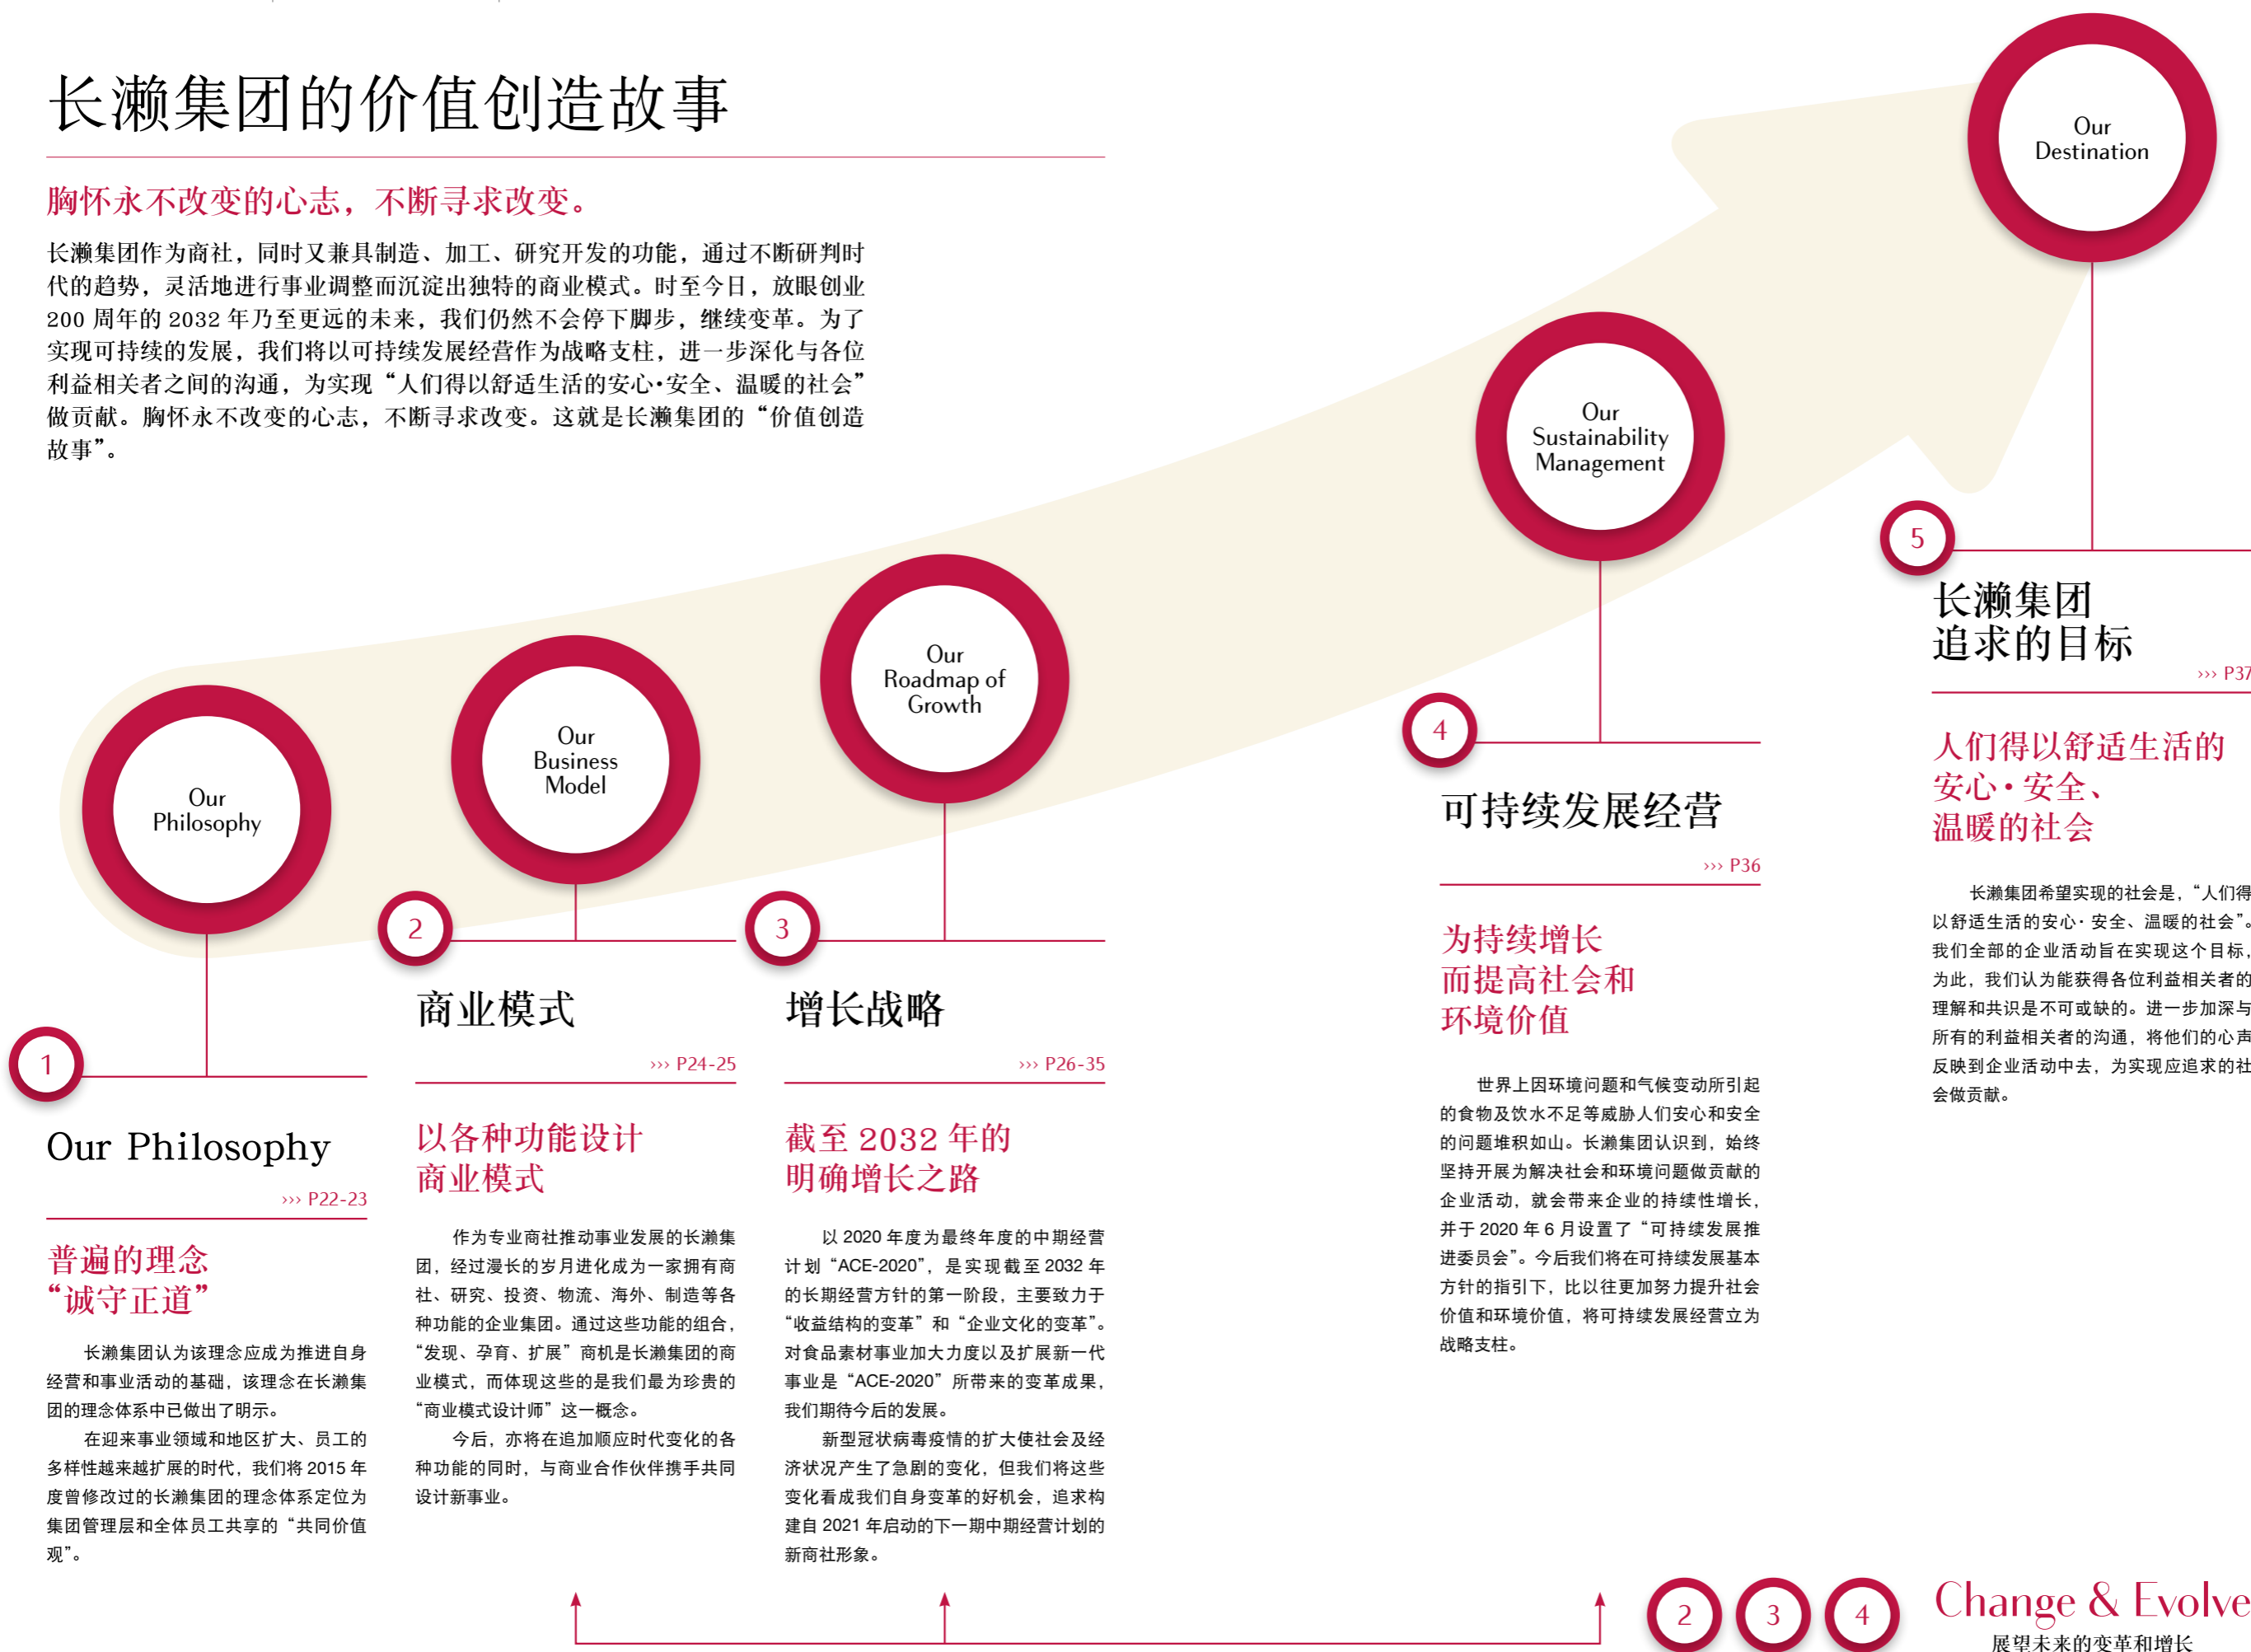 长濑集团的价值创造故事
胸怀永不改变的心志，不断寻求改变。
长濑集团作为商社，同时又兼具制造、加工、研究开发的功能，通过不断研判时
代的趋势，灵活地进行事业调整而沉淀出独特的商业模式。时至今日，放眼创业
200 周年的 2032 年乃至更远的未来，我们仍然不会停下脚步，继续变革。为了
实现可持续的发展，我们将以可持续发展经营作为战略支柱，进一步深化与各位
利益相关者之间的沟通，为实现“人们得以舒适生活的安心·安全、温暖的社会”
做贡献。胸怀永不改变的心志，不断寻求改变。这就是长濑集团的“价值创造
故事”。
Our
Philosophy
1
Our Philosophy
››› P22-23
普遍的理念
“诚守正道”
长濑集团认为该理念应成为推进自身
经营和事业活动的基础，该理念在长濑集
团的理念体系中已做出了明示。
在迎来事业领域和地区扩大、员工的
多样性越来越扩展的时代，我们将 2015 年
度曾修改过的长濑集团的理念体系定位为
集团管理层和全体员工共享的“共同价值
观”。
Our
Business
Model
2
商业模式
››› P24-25
以各种功能设计
商业模式
作为专业商社推动事业发展的长濑集
团，经过漫长的岁月进化成为一家拥有商
社、研究、投资、物流、海外、制造等各
种功能的企业集团。通过这些功能的组合，
“发现、孕育、扩展”商机是长濑集团的商
业模式，而体现这些的是我们最为珍贵的
“商业模式设计师”这一概念。
今后，亦将在追加顺应时代变化的各
种功能的同时，与商业合作伙伴携手共同
设计新事业。
Our
Roadmap of
Growth
3
增长战略
››› P26-35
截至 2032 年的
明确增长之路
以 2020 年度为最终年度的中期经营
计划“ACE-2020”，是实现截至 2032 年
的长期经营方针的第一阶段，主要致力于
“收益结构的变革”和“企业文化的变革”。
对食品素材事业加大力度以及扩展新一代
事业是“ACE-2020”所带来的变革成果，
我们期待今后的发展。
新型冠状病毒疫情的扩大使社会及经
济状况产生了急剧的变化，但我们将这些
变化看成我们自身变革的好机会，追求构
建自 2021 年启动的下一期中期经营计划的
新商社形象。
Our
Sustainability
Management
4
可持续发展经营
››› P36
为持续增长
而提高社会和
环境价值
世界上因环境问题和气候变动所引起
的食物及饮水不足等威胁人们安心和安全
的问题堆积如山。长濑集团认识到，始终
坚持开展为解决社会和环境问题做贡献的
企业活动，就会带来企业的持续性增长，
并于 2020 年 6 月设置了“可持续发展推
进委员会”。今后我们将在可持续发展基本
方针的指引下，比以往更加努力提升社会
价值和环境价值，将可持续发展经营立为
战略支柱。
Our
Destination
5
长濑集团
追求的目标
››› P37
人们得以舒适生活的
安心·安全、
温暖的社会
长濑集团希望实现的社会是，“人们得
以舒适生活的安心·安全、温暖的社会”。
我们全部的企业活动旨在实现这个目标，
为此，我们认为能获得各位利益相关者的
理解和共识是不可或缺的。进一步加深与
所有的利益相关者的沟通，将他们的心声
反映到企业活动中去，为实现应追求的社
会做贡献。
2 3 4
Change & Evolve
展望未来的变革和增长